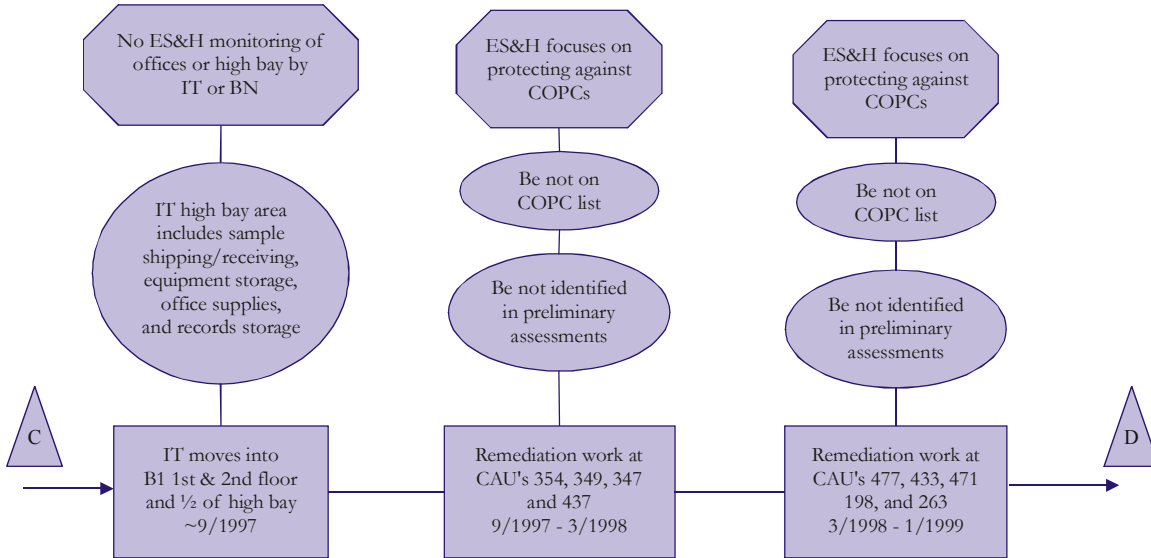 No ES&H monitoring of
offices or high bay by
IT or BN
IT high bay area
includes sample
shipping/receiving,
equipment storage,
office supplies,
and records storage
C
IT moves into
B1 1st & 2nd floor
and ½ of high bay
~9/1997
ES&H focuses on
protecting against
COPCs
Be not on
COPC list
Be not identified
in preliminary
assessments
Remediation work at
CAU's 354, 349, 347
and 437
9/1997 - 3/1998
ES&H focuses on
protecting against
COPCs
Be not on
COPC list
Be not identified
in preliminary
assessments
Remediation work at
CAU's 477, 433, 471
198, and 263
3/1998 - 1/1999
D